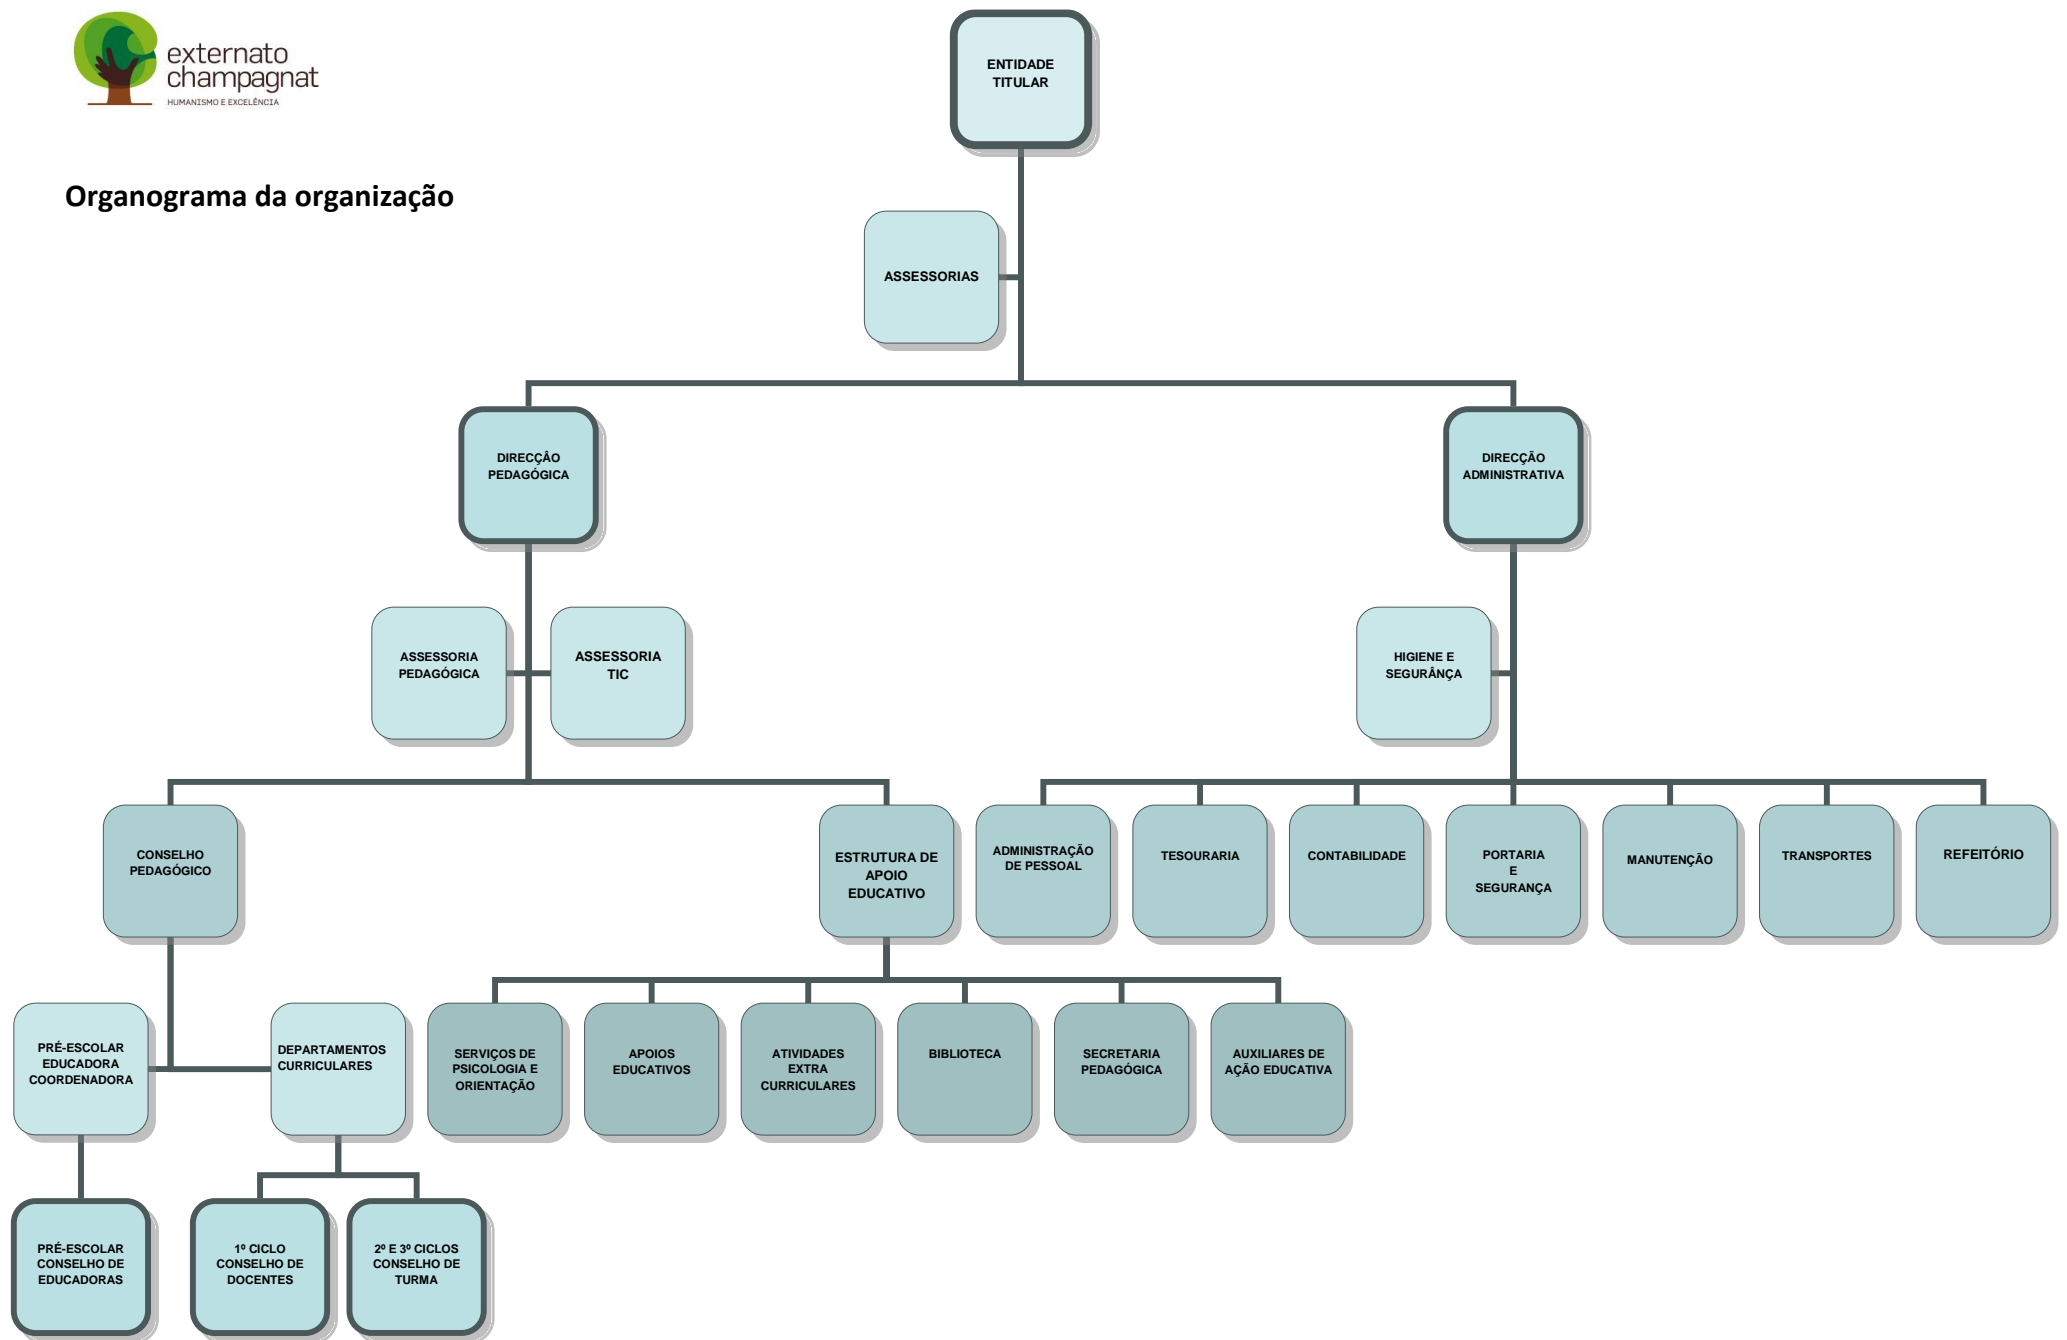 externato
champagnat
HUMANISMO E EXCELÊNCIA
Organograma da organização
ENTIDADE
TITULAR
ASSESSORIAS
DIRECÇÂO
PEDAGÓGICA
DIRECÇÃO
ADMINISTRATIVA
ASSESSORIA
PEDAGÓGICA
ASSESSORIA
TIC
HIGIENE E
SEGURÂNÇA
CONSELHO
PEDAGÓGICO
ESTRUTURA DE
APOIO
EDUCATIVO
ADMINISTRAÇÃO
DE PESSOAL
TESOURARIA
CONTABILIDADE
PORTARIA
E
SEGURANÇA
MANUTENÇÃO
TRANSPORTES
REFEITÓRIO
PRÉ-ESCOLAR
EDUCADORA
COORDENADORA
DEPARTAMENTOS
CURRICULARES
SERVIÇOS DE
PSICOLOGIA E
ORIENTAÇÃO
APOIOS
EDUCATIVOS
ATIVIDADES
EXTRA
CURRICULARES
BIBLIOTECA
SECRETARIA
PEDAGÓGICA
AUXILIARES DE
AÇÃO EDUCATIVA
PRÉ-ESCOLAR
CONSELHO DE
EDUCADORAS
1º CICLO
CONSELHO DE
DOCENTES
2º E 3º CICLOS
CONSELHO DE
TURMA